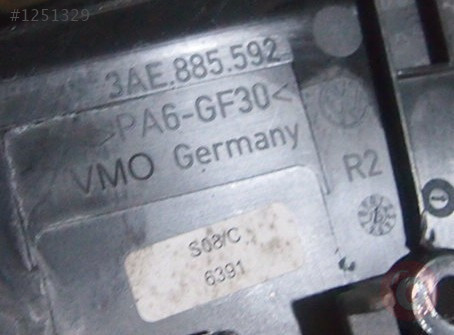 #1251329
3AE.885.592
>PA6-GF30<
VMO Germany
R2
S08/C
6391